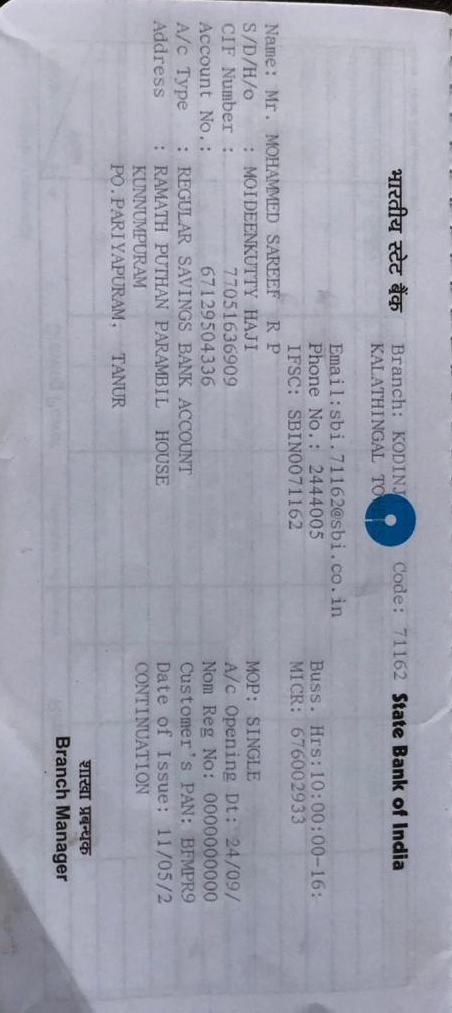 भारतीय स्टेट बैंक Code: 71162 State Bank of India
Branch: KODINJ
KALATHINGAL TO
Email:sbi.71162@sbi.co.in
Phone No.: 2444005 Buss. Hrs:10:00:00-16:
IFSC: SBIN0071162 MICR: 676002933
Name: Mr. MOHAMMED SAREEF R P
S/D/H/o : MOIDEENKUTTY HAJI MOP: SINGLE
CIF Number : 77051636909 A/c Opening Dt: 24/09/
Account No.: 67129504336 Nom Reg No: 0000000000
A/c Type : REGULAR SAVINGS BANK ACCOUNT Customer's PAN: BFMPR9
Address : RAMATH PUTHAN PARAMBIL HOUSE Date of Issue: 11/05/2
KUNNUMPURAM CONTINUATION
PO.PARIYAPURAM, TANUR
शाखा प्रबन्धक
Branch Manager